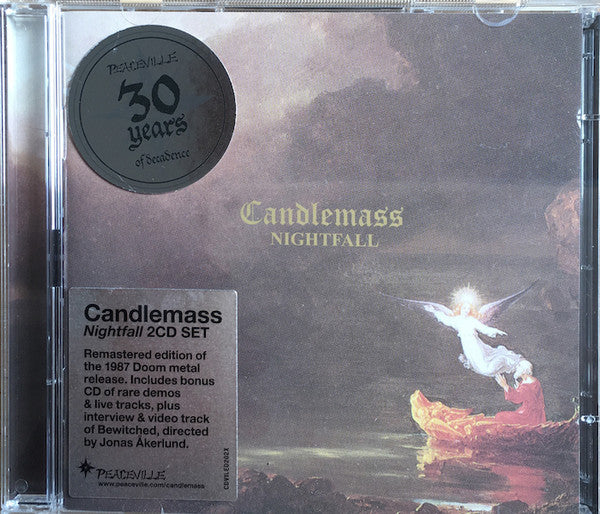 PEACEVILLE
30
years
of decadence
Candlemass
NIGHTFALL
Candlemass
Nightfall 2CD SET
Remastered edition of
the 1987 Doom metal
release. Includes bonus
CD of rare demos
& live tracks, plus
interview & video track
of Bewitched, directed
by Jonas Åkerlund.
PEACEVILLE
www.peaceville.com/candlemass
CDVILED202X